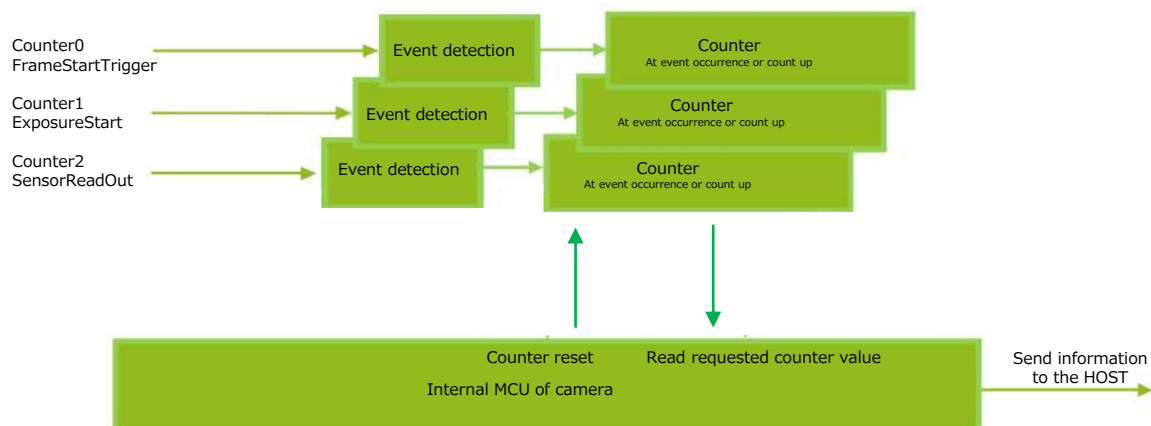 Counter0
FrameStartTrigger
Event detection
Counter
At event occurrence or count up
Counter1
ExposureStart
Event detection
Counter
At event occurrence or count up
Counter2
SensorReadOut
Event detection
Counter
At event occurrence or count up
Counter reset
Read requested counter value
Internal MCU of camera
Send information
to the HOST